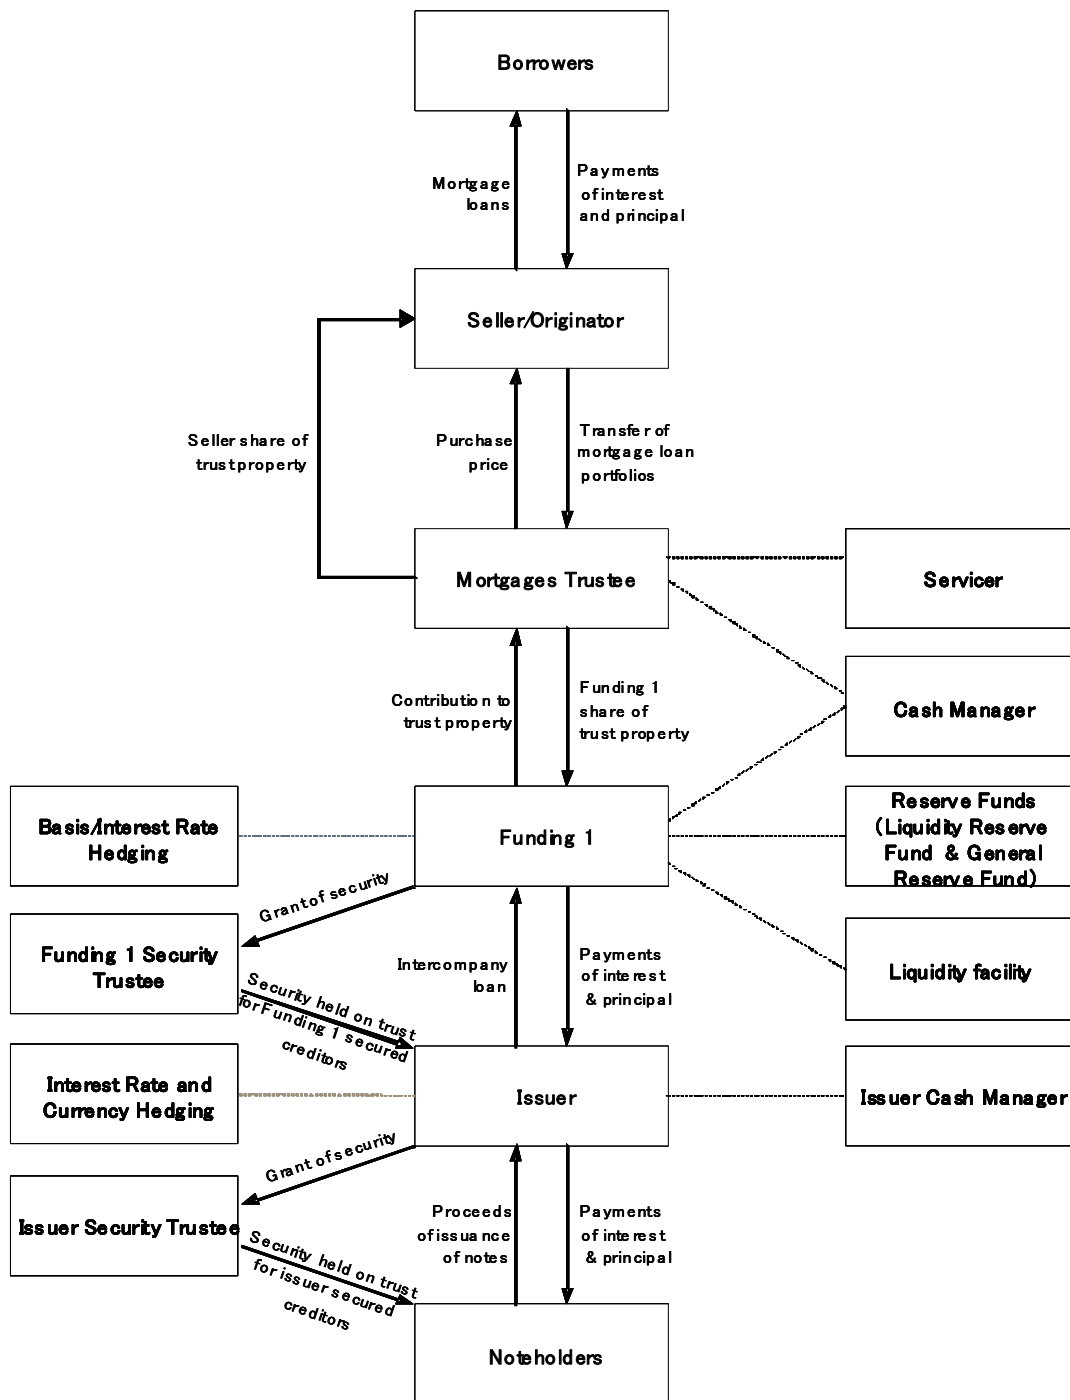 Borrowers
Mortgage
loans
Payments
of interest
and principal
Seller/Originator
Seller share of
trust property
Purchase
price
Transfer of
mortgage loan
portfolios
Mortgages Trustee
Servicer
Contribution to
trust property
Funding 1
share of
trust property
Cash Manager
Basis/Interest Rate
Hedging
Funding 1
Reserve Funds
(Liquidity Reserve
Fund & General
Reserve Fund)
Grant of security
Funding 1 Security
Trustee
Intercompany
loan
Payments
of interest
& principal
Liquidity facility
Security held on trust
for Funding 1 secured
creditors
Interest Rate and
Currency Hedging
Issuer
Issuer Cash Manager
Grant of security
Issuer Security Trustee
Proceeds
of issuance
of notes
Payments
of interest
& principal
Security held on trust
for issuer secured
creditors
Noteholders